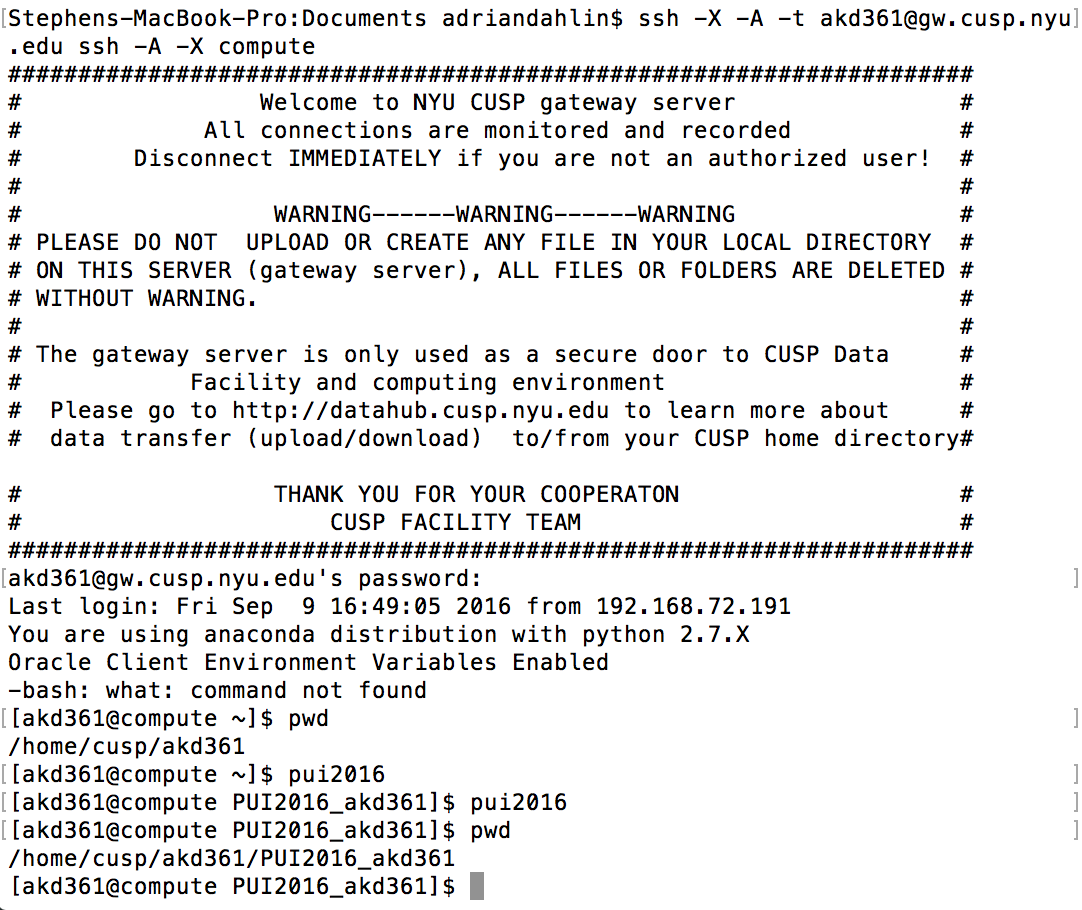 [Stephens-MacBook-Pro:Documents adriandahlin$ ssh -X -A -t akd361@gw.cusp.nyu]
.edu ssh -A -X compute
#####################################################################
#                 Welcome to NYU CUSP gateway server                #
#             All connections are monitored and recorded            #
#        Disconnect IMMEDIATELY if you are not an authorized user!  #
#                                                                   #
#                  WARNING------WARNING------WARNING                #
# PLEASE DO NOT  UPLOAD OR CREATE ANY FILE IN YOUR LOCAL DIRECTORY  #
# ON THIS SERVER (gateway server), ALL FILES OR FOLDERS ARE DELETED #
# WITHOUT WARNING.                                                  #
#                                                                   #
# The gateway server is only used as a secure door to CUSP Data     #
#            Facility and computing environment                     #
#  Please go to http://datahub.cusp.nyu.edu to learn more about     #
#  data transfer (upload/download)  to/from your CUSP home directory#

#                  THANK YOU FOR YOUR COOPERATON                    #
#                      CUSP FACILITY TEAM                           #
#####################################################################
[akd361@gw.cusp.nyu.edu's password:                                         ]
Last login: Fri Sep  9 16:49:05 2016 from 192.168.72.191
You are using anaconda distribution with python 2.7.X
Oracle Client Environment Variables Enabled
-bash: what: command not found
[[akd361@compute ~]$ pwd                                                     ]
/home/cusp/akd361
[[akd361@compute ~]$ pui2016                                                 ]
[[akd361@compute PUI2016_akd361]$ pui2016                                    ]
[[akd361@compute PUI2016_akd361]$ pwd                                        ]
/home/cusp/akd361/PUI2016_akd361
[akd361@compute PUI2016_akd361]$